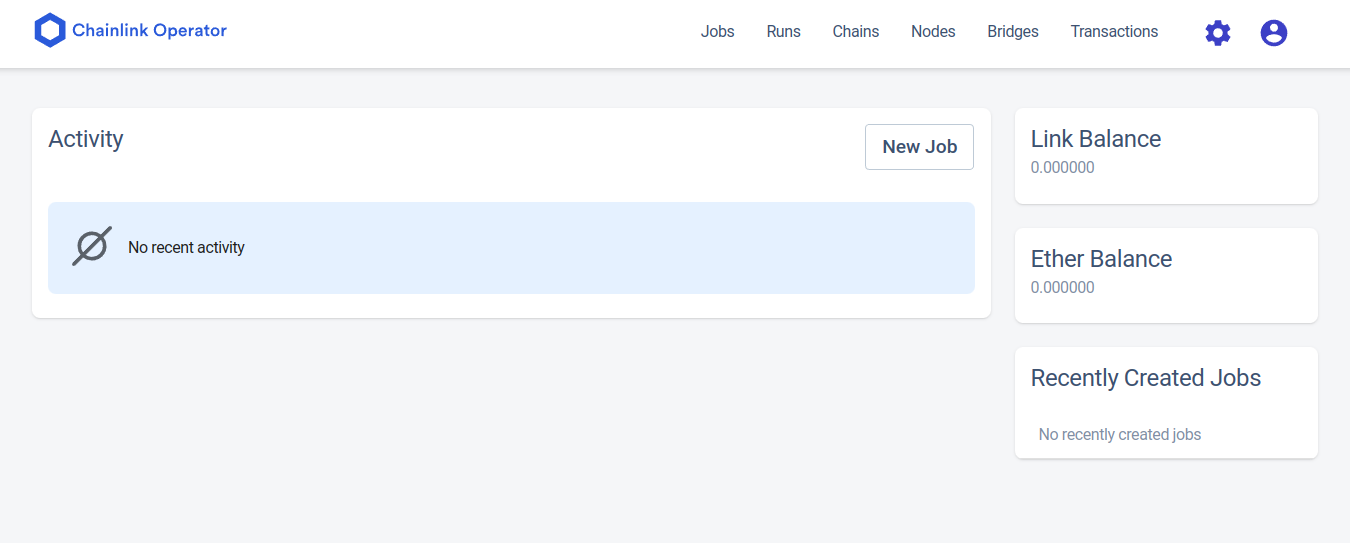 Chainlink Operator
Jobs Runs Chains Nodes Bridges Transactions
Activity
New Job
No recent activity
Link Balance
0.000000
Ether Balance
0.000000
Recently Created Jobs
No recently created jobs